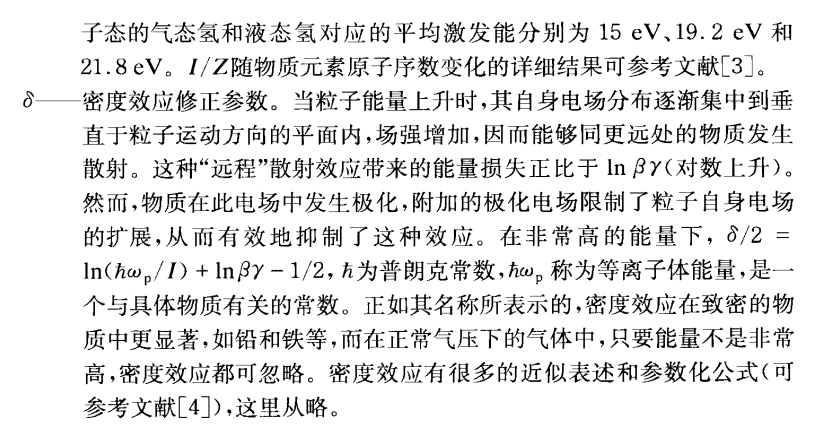 子态的气态氢和液态氢对应的平均激发能分别为 15 eV、19.2 eV 和
21.8 eV。I/Z随物质元素原子序数变化的详细结果可参考文献[3]。
δ——密度效应修正参数。当粒子能量上升时,其自身电场分布逐渐集中到垂
直于粒子运动方向的平面内,场强增加,因而能够同更远处的物质发生
散射。这种“远程”散射效应带来的能量损失正比于 ln βγ(对数上升)。
然而,物质在此电场中发生极化,附加的极化电场限制了粒子自身电场
的扩展,从而有效地抑制了这种效应。在非常高的能量下, δ/2 =
ln(ħωₚ/I) + lnβγ − 1/2, ħ为普朗克常数,ħωₚ 称为等离子体能量,是一
个与具体物质有关的常数。正如其名称所表示的,密度效应在致密的物
质中更显著,如铅和铁等,而在正常气压下的气体中,只要能量不是非常
高,密度效应都可忽略。密度效应有很多的近似表述和参数化公式(可
参考文献[4]),这里从略。